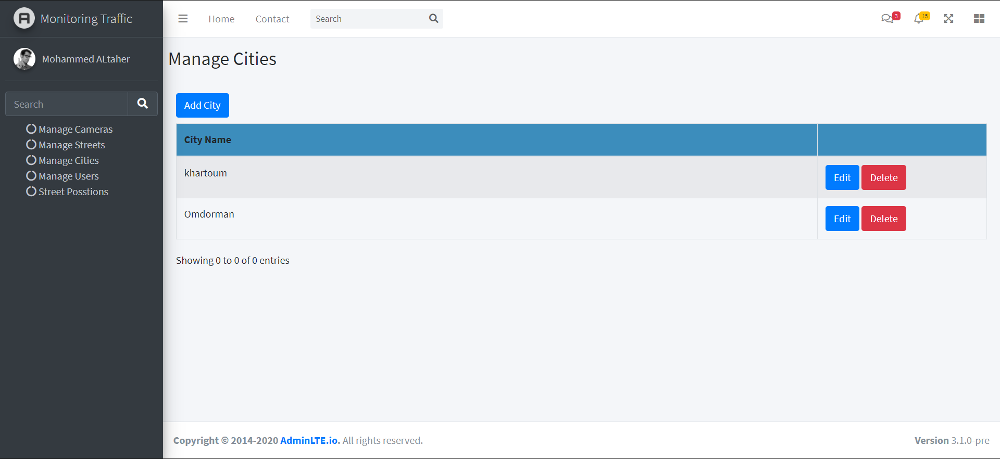 Monitoring Traffic
Home
Contact
Search
3
15
Mohammed ALtaher
Search
Manage Cameras
Manage Streets
Manage Cities
Manage Users
Street Posstions
Manage Cities
Add City
City Name
khartoum
Edit Delete
Omdorman
Edit Delete
Showing 0 to 0 of 0 entries
Copyright © 2014-2020 AdminLTE.io. All rights reserved.
Version 3.1.0-pre